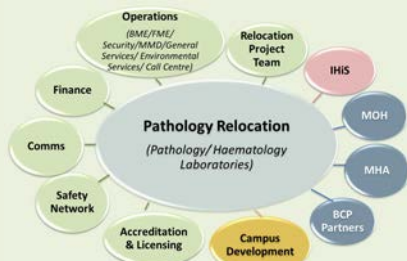 Operations
(BME/FME/
Security/MMD/General
Services/ Environmental
Services/ Call Centre)
Relocation
Project
Team
IHiS
Finance
MOH
Pathology Relocation
(Pathology/ Haematology
Laboratories)
Comms
MHA
Safety
Network
BCP
Partners
Accreditation
& Licensing
Campus
Development